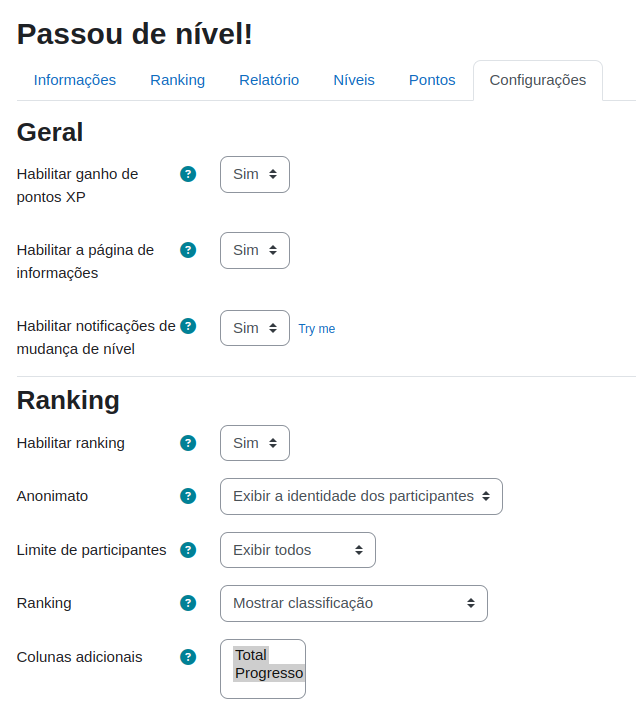 Passou de nível!
Informações Ranking Relatório Níveis Pontos Configurações
Geral
Habilitar ganho de
pontos XP
? Sim
Habilitar a página de
informações
? Sim
Habilitar notificações de
mudança de nível
? Sim Try me
Ranking
Habilitar ranking ? Sim
Anonimato ? Exibir a identidade dos participantes
Limite de participantes ? Exibir todos
Ranking ? Mostrar classificação
Colunas adicionais ? Total
Progresso